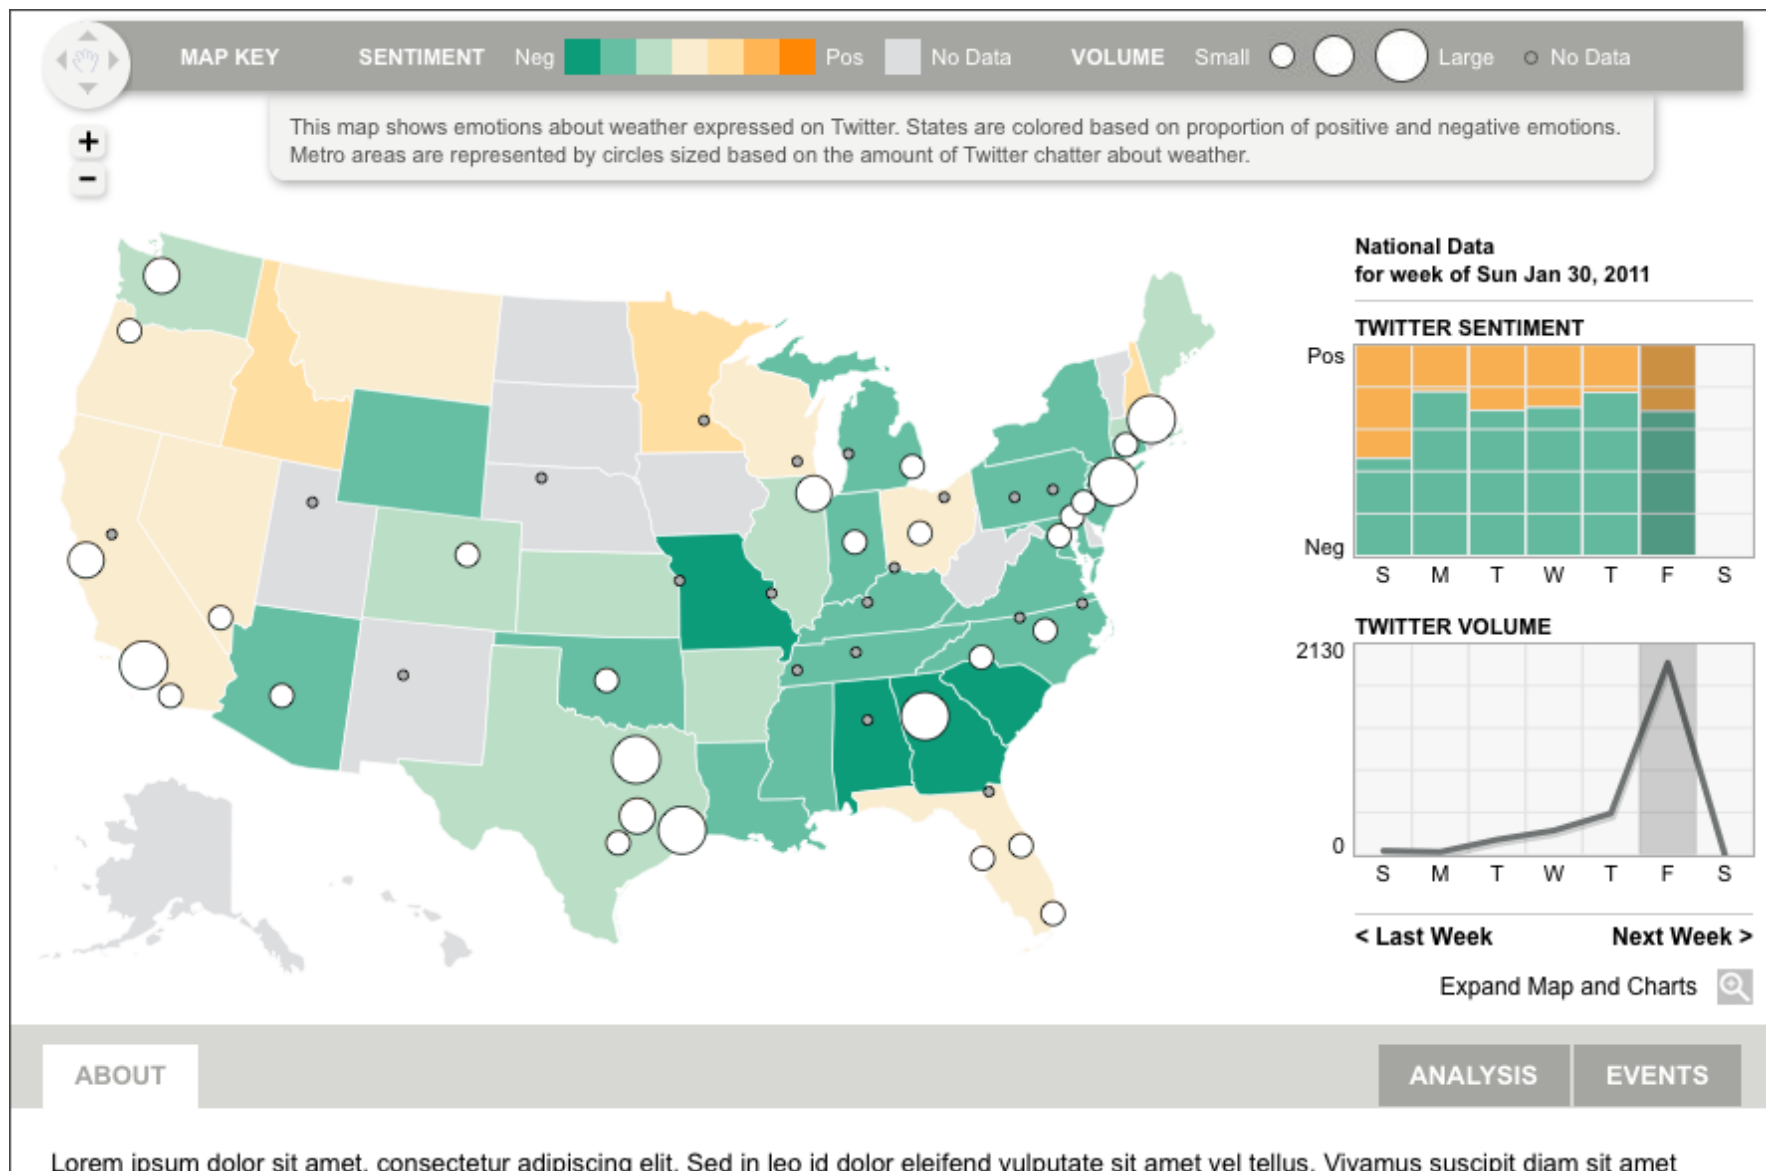 MAP KEY SENTIMENT Neg Pos No Data VOLUME Small Large No Data
This map shows emotions about weather expressed on Twitter. States are colored based on proportion of positive and negative emotions.
Metro areas are represented by circles sized based on the amount of Twitter chatter about weather.
+
−
National Data
for week of Sun Jan 30, 2011
TWITTER SENTIMENT
Pos
Neg
S M T W T F S
TWITTER VOLUME
2130
0
S M T W T F S
< Last Week Next Week >
Expand Map and Charts
ABOUT ANALYSIS EVENTS
Lorem ipsum dolor sit amet, consectetur adipiscing elit. Sed in leo id dolor eleifend vulputate sit amet vel tellus. Vivamus suscipit diam sit amet